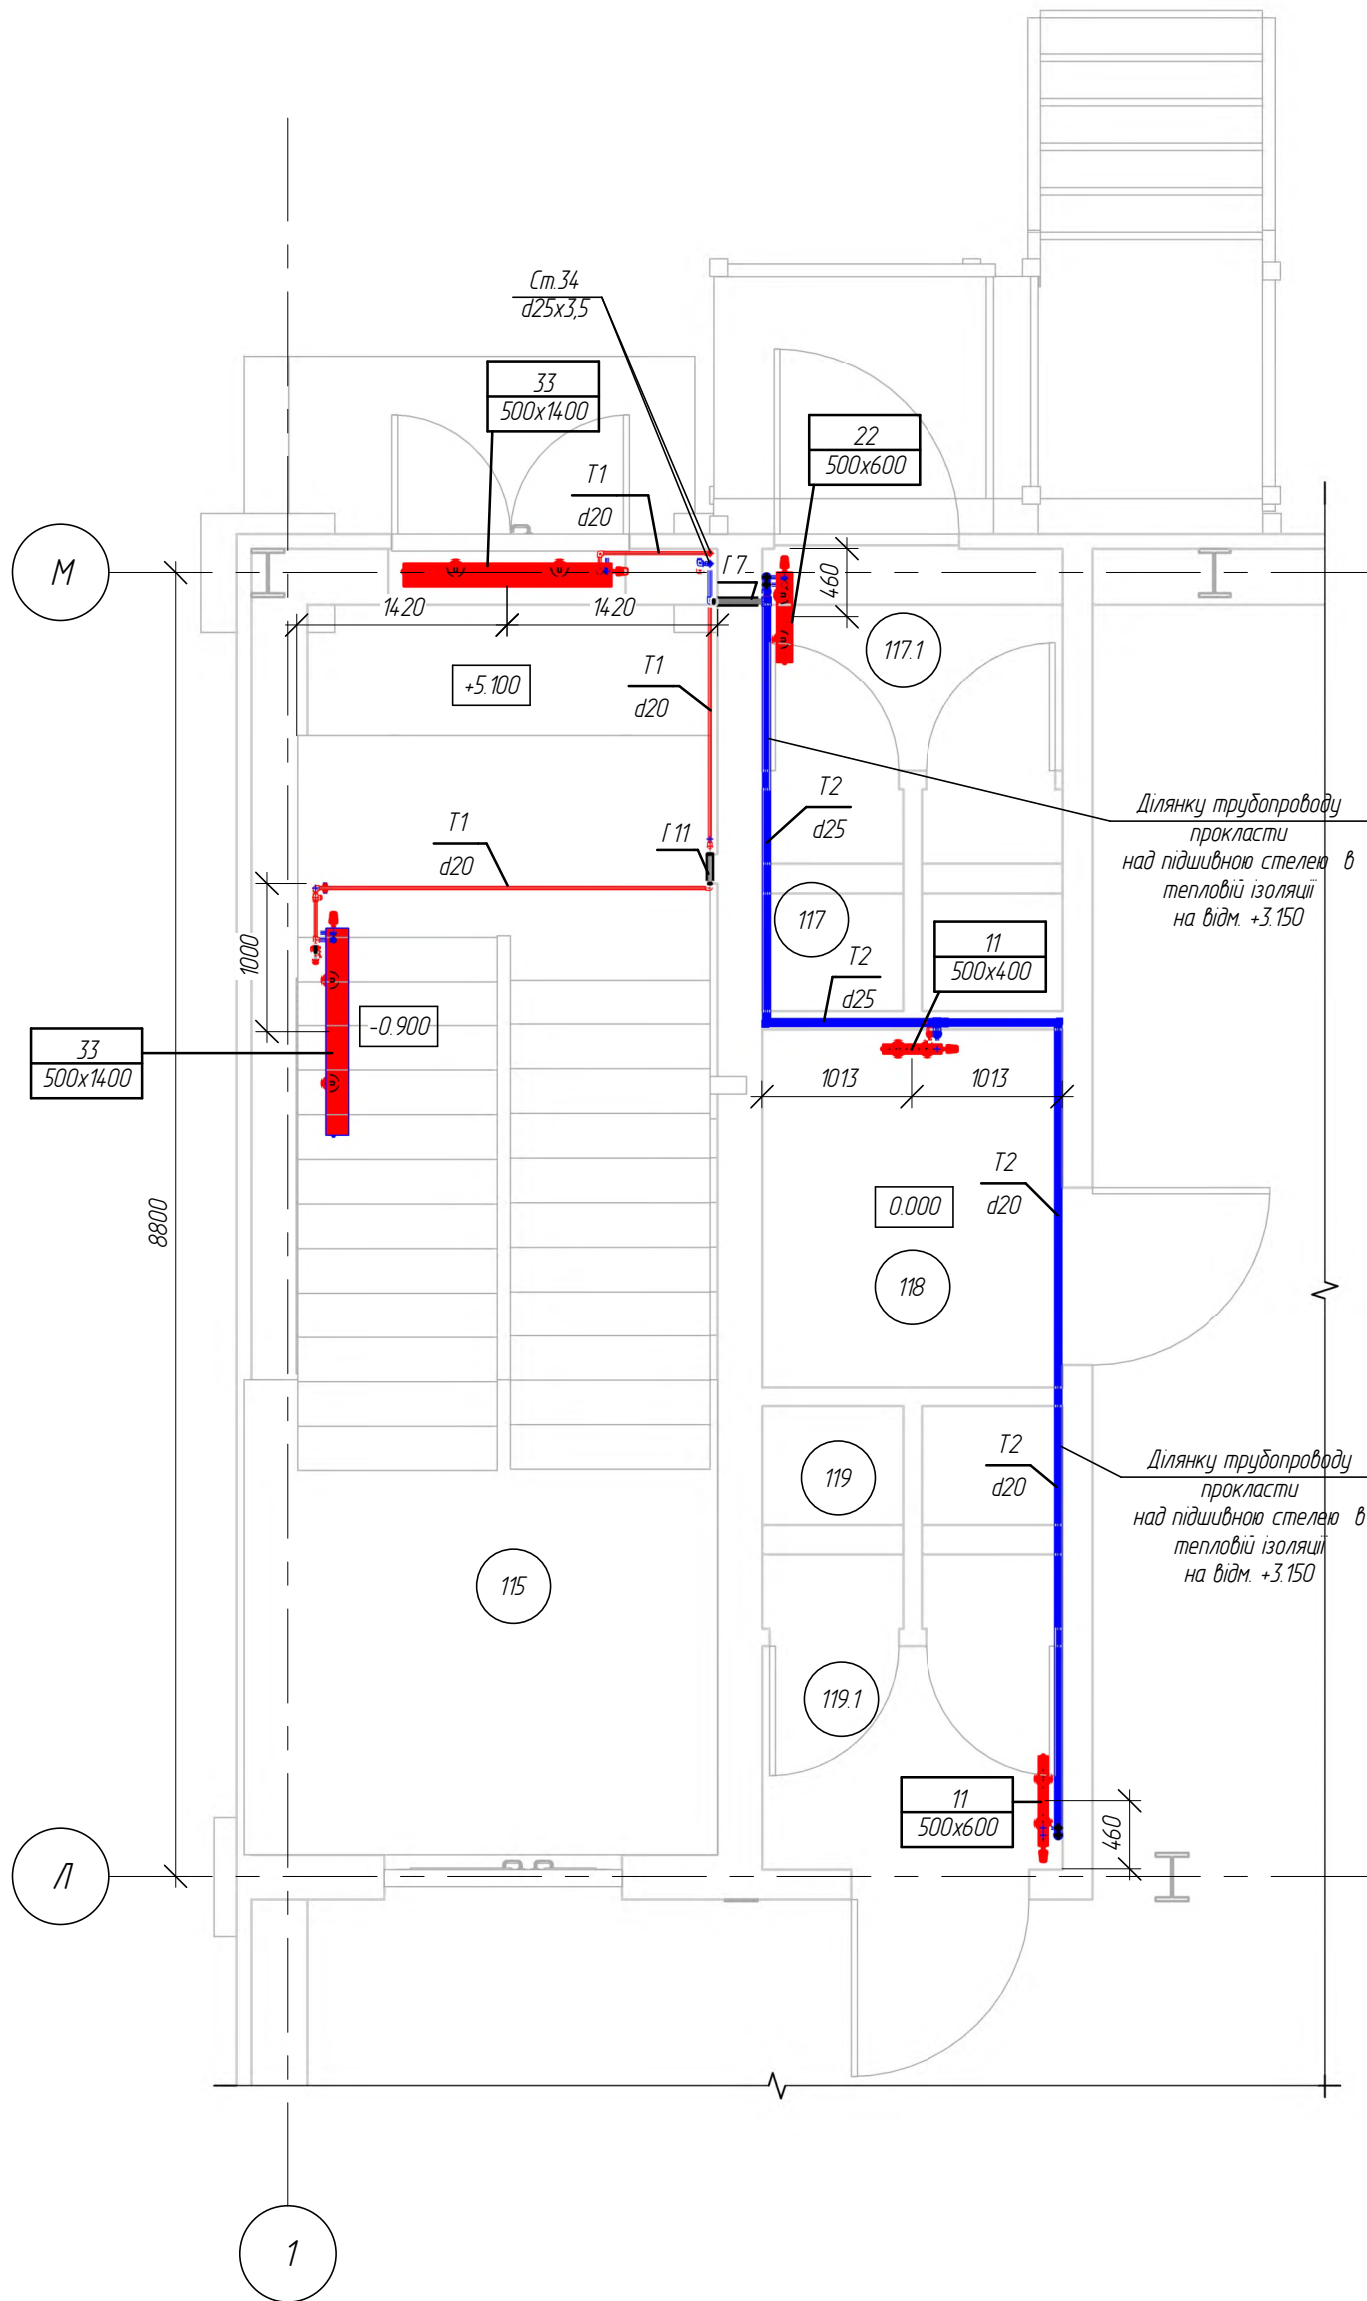 Ст.34
d25x3,5
33
500x1400
22
500x600
Т1
d20
М
Г7
460
1420
1420
117.1
+5.100
Т1
d20
Т2
d25
Ділянку трубопроводу
прокласти
над підшивною стелею в
тепловій ізоляції
на відм. +3.150
Т1
d20
Г11
117
11
500x400
Т2
d25
1000
-0.900
33
500x1400
1013
1013
Т2
d20
0.000
8800
118
Т2
d20
Ділянку трубопроводу
прокласти
над підшивною стелею в
тепловій ізоляції
на відм. +3.150
119
115
119.1
11
500x600
460
Л
1